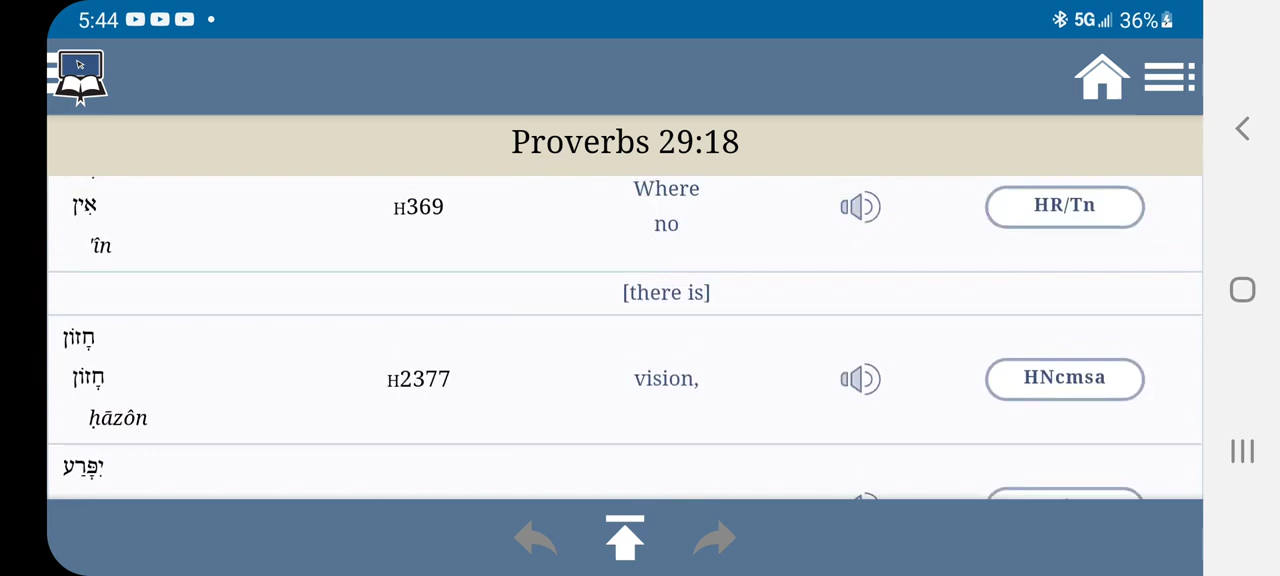 5:44
5G 36%
Proverbs 29:18
אִין H369 Where no HR/Tn
'în
[there is]
חָזוֹן
חָזוֹן H2377 vision, HNcmsa
ḥāzôn
יִפָּרַע